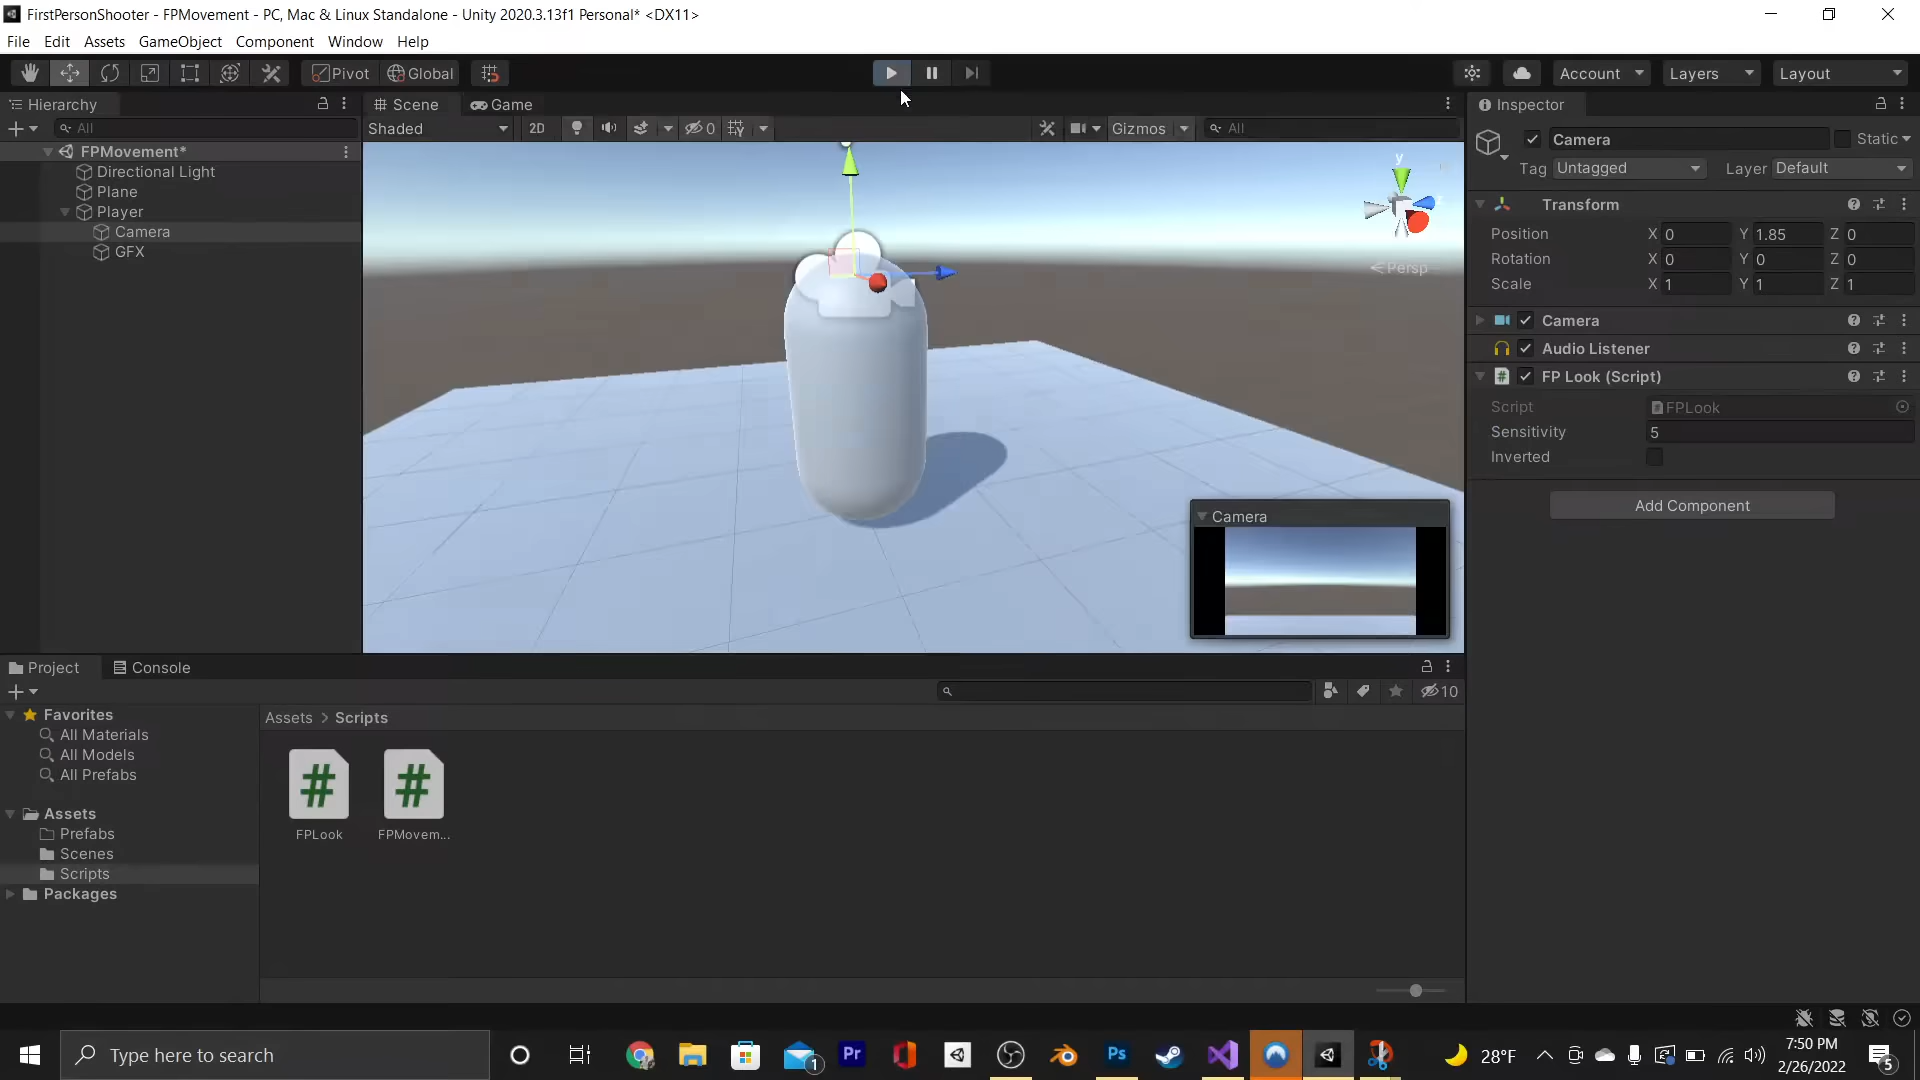 FirstPersonShooter - FPMovement - PC, Mac & Linux Standalone - Unity 2020.3.13f1 Personal* <DX11>
File Edit Assets GameObject Component Window Help
Pivot Global Account Layers Layout
Hierarchy
All
FPMovement*
Directional Light
Plane
Player
Camera
GFX
Scene Game
Shaded 2D 0 Gizmos All
y
Persp
Camera
Inspector
Camera Static
Tag Untagged Layer Default
Transform
Position X 0 Y 1.85 Z 0
Rotation X 0 Y 0 Z 0
Scale X 1 Y 1 Z 1
Camera
Audio Listener
FP Look (Script)
Script FPLook
Sensitivity 5
Inverted
Add Component
Project Console
10
Favorites
All Materials
All Models
All Prefabs
Assets
Prefabs
Scenes
Scripts
Packages
Assets > Scripts
FPLook FPMovem...
Type here to search
1
Pr
Ps
28°F
7:50 PM
2/26/2022
5